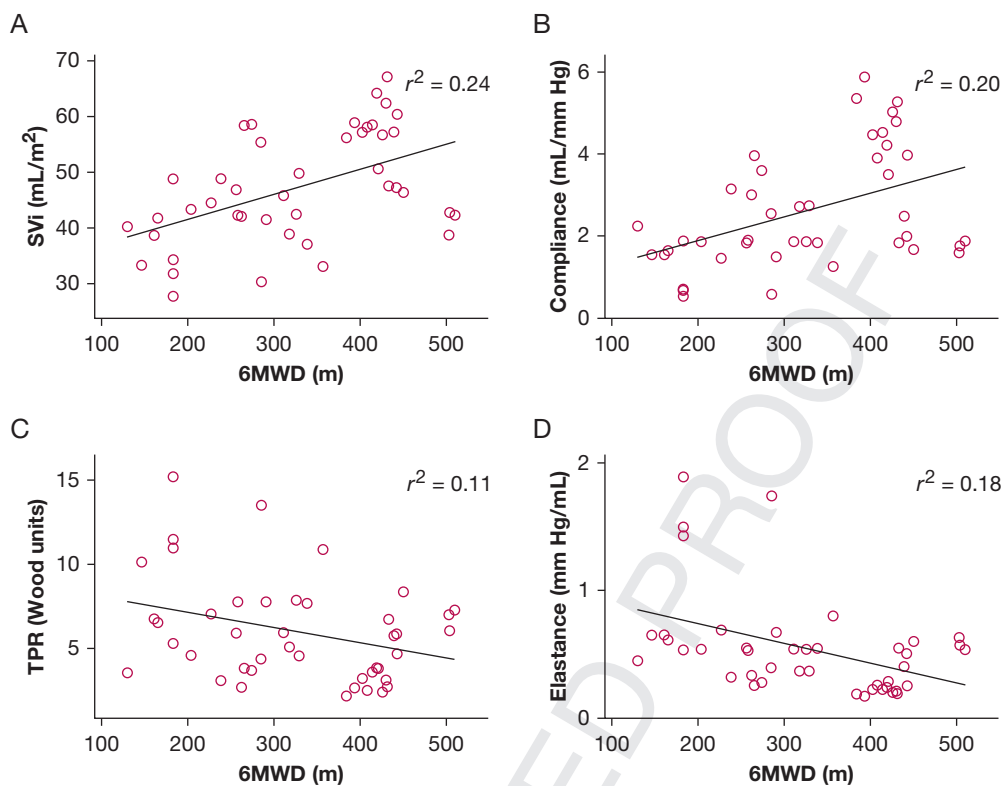 A
SVi (mL/m²)
70
60
50
40
30
r² = 0.24
100 200 300 400 500
6MWD (m)
B
Compliance (mL/mm Hg)
6
4
2
0
r² = 0.20
100 200 300 400 500
6MWD (m)
C
TPR (Wood units)
15
10
5
r² = 0.11
100 200 300 400 500
6MWD (m)
D
Elastance (mm Hg/mL)
2
1
0
r² = 0.18
100 200 300 400 500
6MWD (m)
ED PROOF